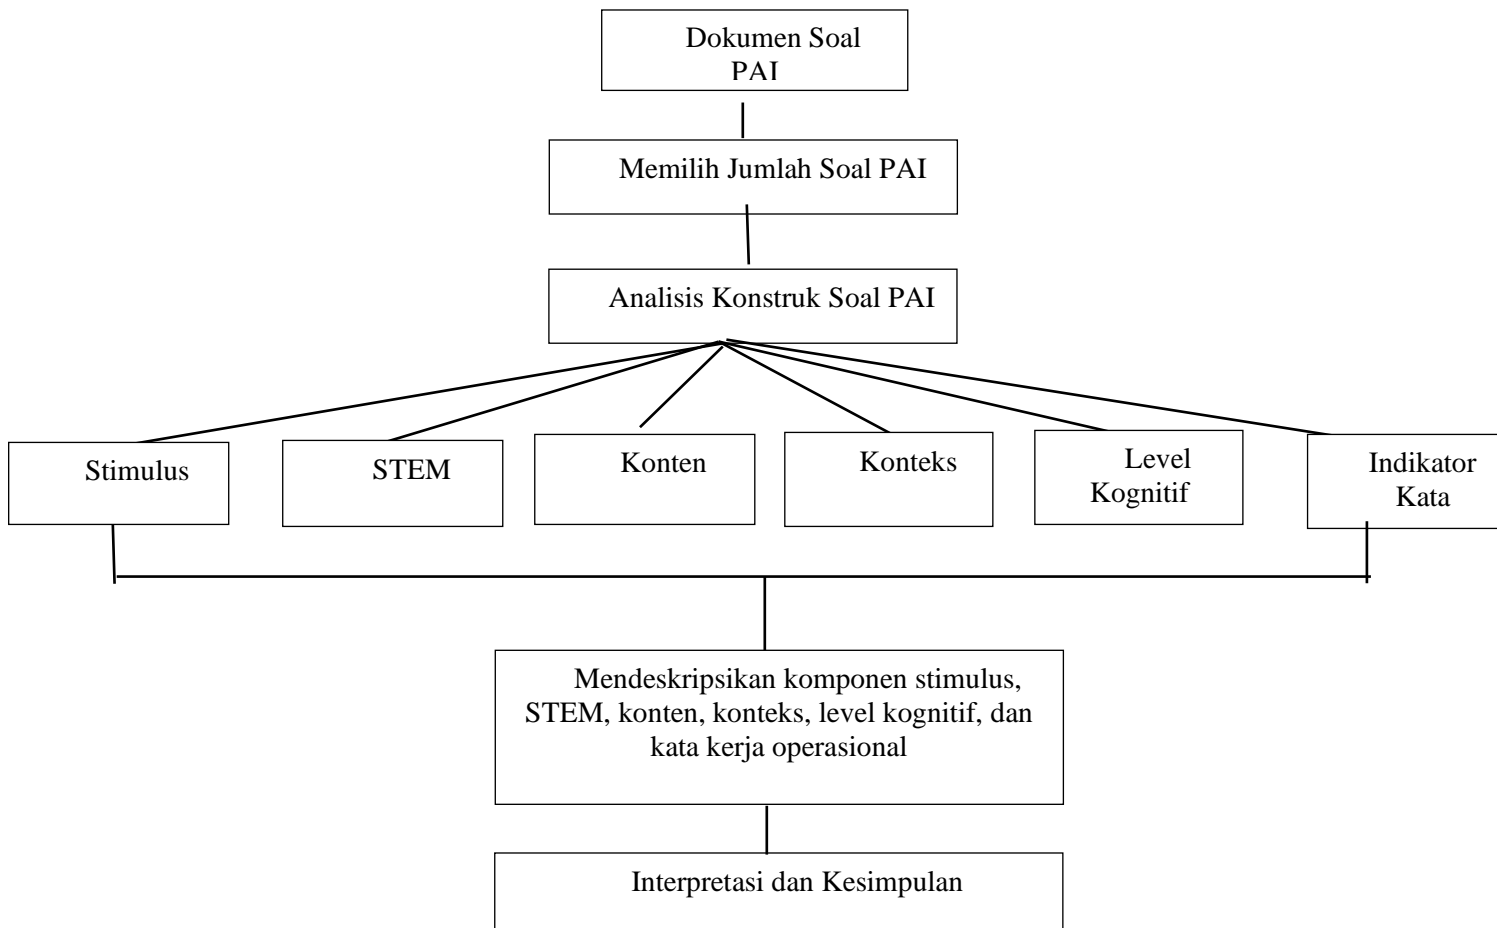 Dokumen Soal
PAI
Memilih Jumlah Soal PAI
Analisis Konstruk Soal PAI
Stimulus
STEM
Konten
Konteks
Level
Kognitif
Indikator
Kata
Mendeskripsikan komponen stimulus,
STEM, konten, konteks, level kognitif, dan
kata kerja operasional
Interpretasi dan Kesimpulan